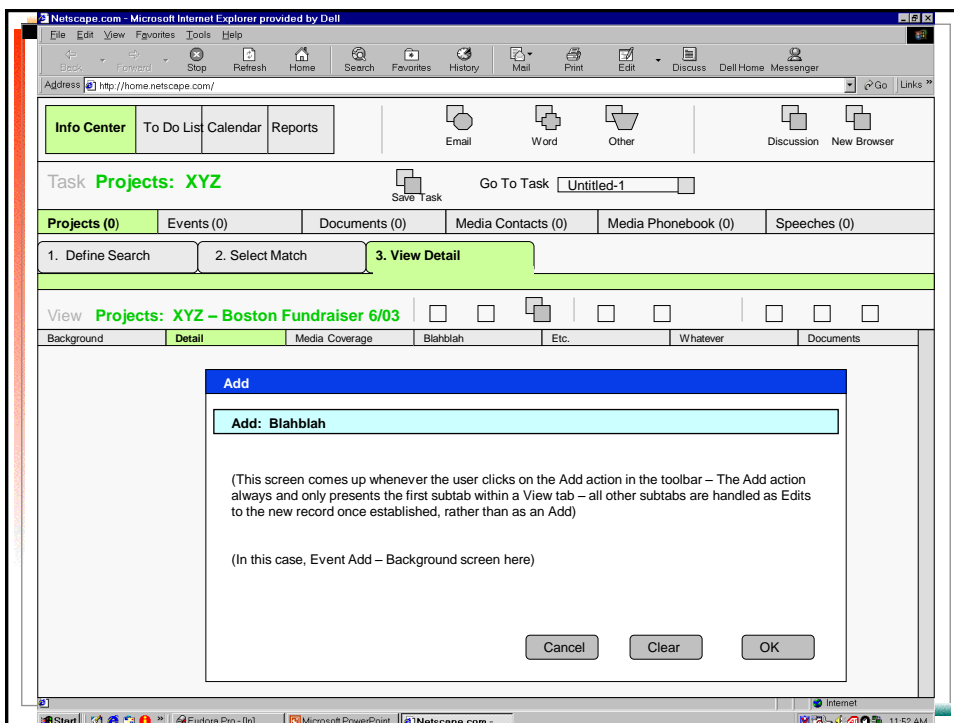 Netscape.com - Microsoft Internet Explorer provided by Dell
File Edit View Favorites Tools Help
Back Forward Stop Refresh Home Search Favorites History Mail Print Edit Discuss Dell Home Messenger
Address http://home.netscape.com/ Go Links »
Info Center To Do List Calendar Reports
Email Word Other Discussion New Browser
Task Projects: XYZ
Save Task
Go To Task Untitled-1
Projects (0) Events (0) Documents (0) Media Contacts (0) Media Phonebook (0) Speeches (0)
1. Define Search 2. Select Match 3. View Detail
View Projects: XYZ – Boston Fundraiser 6/03
Background Detail Media Coverage Blahblah Etc. Whatever Documents
Add
Add: Blahblah
(This screen comes up whenever the user clicks on the Add action in the toolbar – The Add action
always and only presents the first subtab within a View tab – all other subtabs are handled as Edits
to the new record once established, rather than as an Add)
(In this case, Event Add – Background screen here)
Cancel Clear OK
Internet
Start » Eudora Pro - [In] Microsoft PowerPoint Netscape.com - 11:52 AM